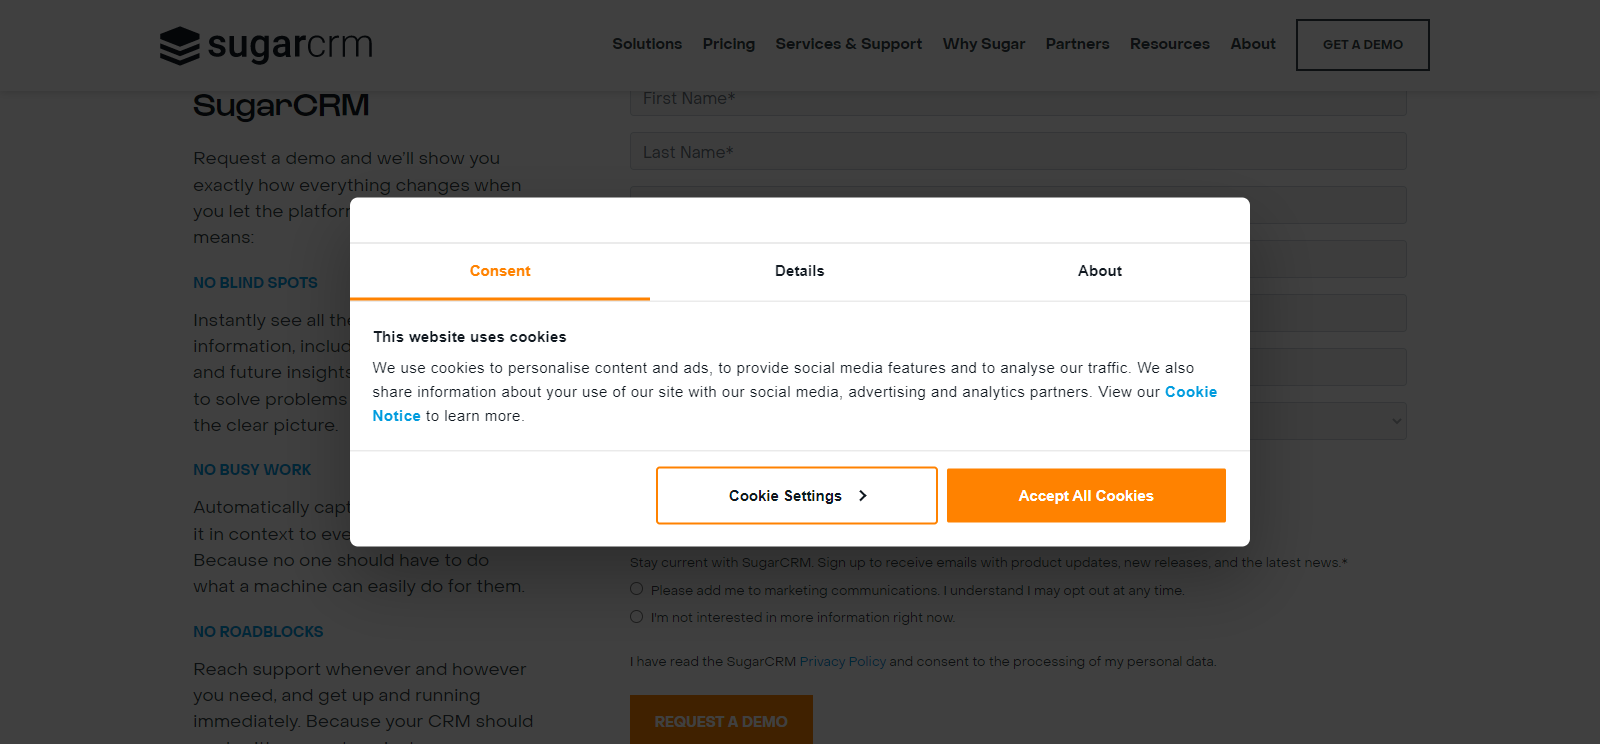 sugarcrm
Solutions Pricing Services & Support Why Sugar Partners Resources About GET A DEMO
SugarCRM
Request a demo and we'll show you
exactly how everything changes when
you let the platfor
means:
NO BLIND SPOTS
Instantly see all the
information, includ
and future insights
to solve problems
the clear picture.
NO BUSY WORK
Automatically capt
it in context to eve
Because no one should have to do
what a machine can easily do for them.
NO ROADBLOCKS
Reach support whenever and however
you need, and get up and running
immediately. Because your CRM should
First Name*
Last Name*
Consent Details About
This website uses cookies
We use cookies to personalise content and ads, to provide social media features and to analyse our traffic. We also
share information about your use of our site with our social media, advertising and analytics partners. View our Cookie
Notice to learn more.
Cookie Settings
Accept All Cookies
Stay current with SugarCRM. Sign up to receive emails with product updates, new releases, and the latest news.*
Please add me to marketing communications. I understand I may opt out at any time.
I'm not interested in more information right now.
I have read the SugarCRM Privacy Policy and consent to the processing of my personal data.
REQUEST A DEMO